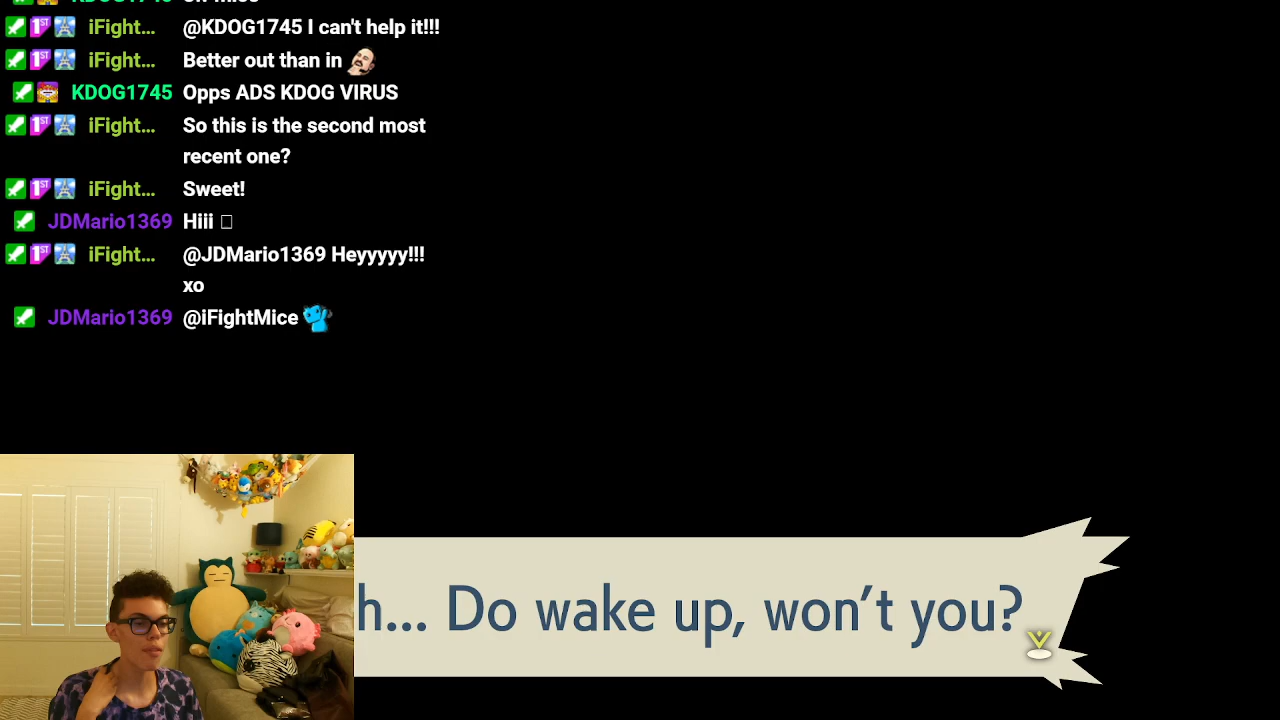 @KDOG1745 I can't help it!!!
iFight...
Better out than in
iFight...
KDOG1745 Opps ADS KDOG VIRUS
iFight... So this is the second most
recent one?
iFight... Sweet!
JDMario1369 Hiii
iFight... @JDMario1369 Heyyyyy!!!
xo
JDMario1369 @iFightMice
h... Do wake up, won't you?